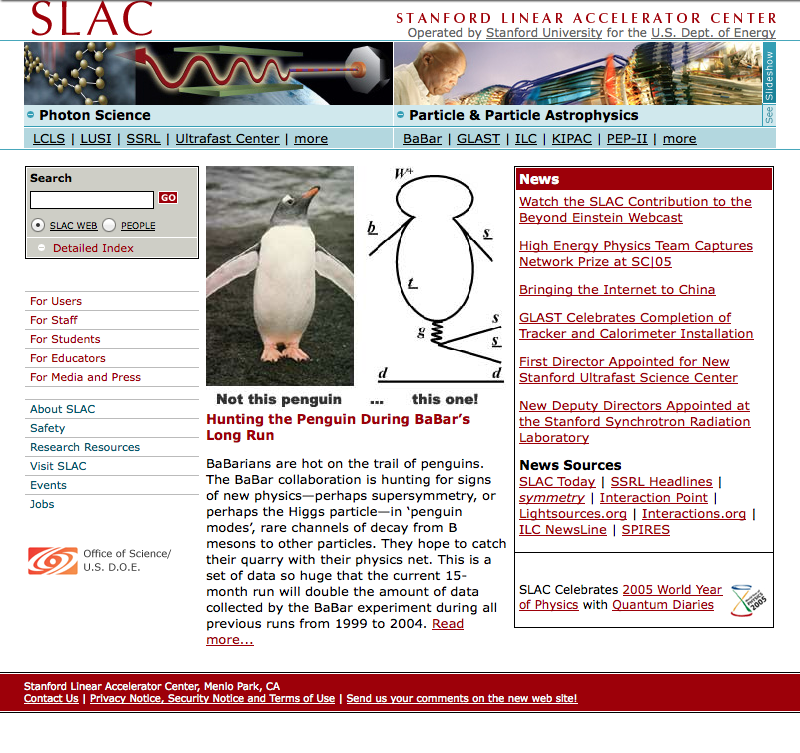 SLAC
STANFORD LINEAR ACCELERATOR CENTER
Operated by Stanford University for the U.S. Dept. of Energy
See Slideshow
Photon Science
LCLS | LUSI | SSRL | Ultrafast Center | more
Particle & Particle Astrophysics
BaBar | GLAST | ILC | KIPAC | PEP-II | more
Search
GO
SLAC WEB PEOPLE
Detailed Index
For Users
For Staff
For Students
For Educators
For Media and Press
About SLAC
Safety
Research Resources
Visit SLAC
Events
Jobs
Office of Science/
U.S. D.O.E.
W+
b
s
t
g
s
s
d
d
Not this penguin ... this one!
Hunting the Penguin During BaBar's
Long Run
BaBarians are hot on the trail of penguins.
The BaBar collaboration is hunting for signs
of new physics—perhaps supersymmetry, or
perhaps the Higgs particle—in ‘penguin
modes’, rare channels of decay from B
mesons to other particles. They hope to catch
their quarry with their physics net. This is a
set of data so huge that the current 15-
month run will double the amount of data
collected by the BaBar experiment during all
previous runs from 1999 to 2004. Read
more...
News
Watch the SLAC Contribution to the
Beyond Einstein Webcast
High Energy Physics Team Captures
Network Prize at SC|05
Bringing the Internet to China
GLAST Celebrates Completion of
Tracker and Calorimeter Installation
First Director Appointed for New
Stanford Ultrafast Science Center
New Deputy Directors Appointed at
the Stanford Synchrotron Radiation
Laboratory
News Sources
SLAC Today | SSRL Headlines |
symmetry | Interaction Point |
Lightsources.org | Interactions.org |
ILC NewsLine | SPIRES
SLAC Celebrates 2005 World Year
of Physics with Quantum Diaries
2005
Stanford Linear Accelerator Center, Menlo Park, CA
Contact Us | Privacy Notice, Security Notice and Terms of Use | Send us your comments on the new web site!